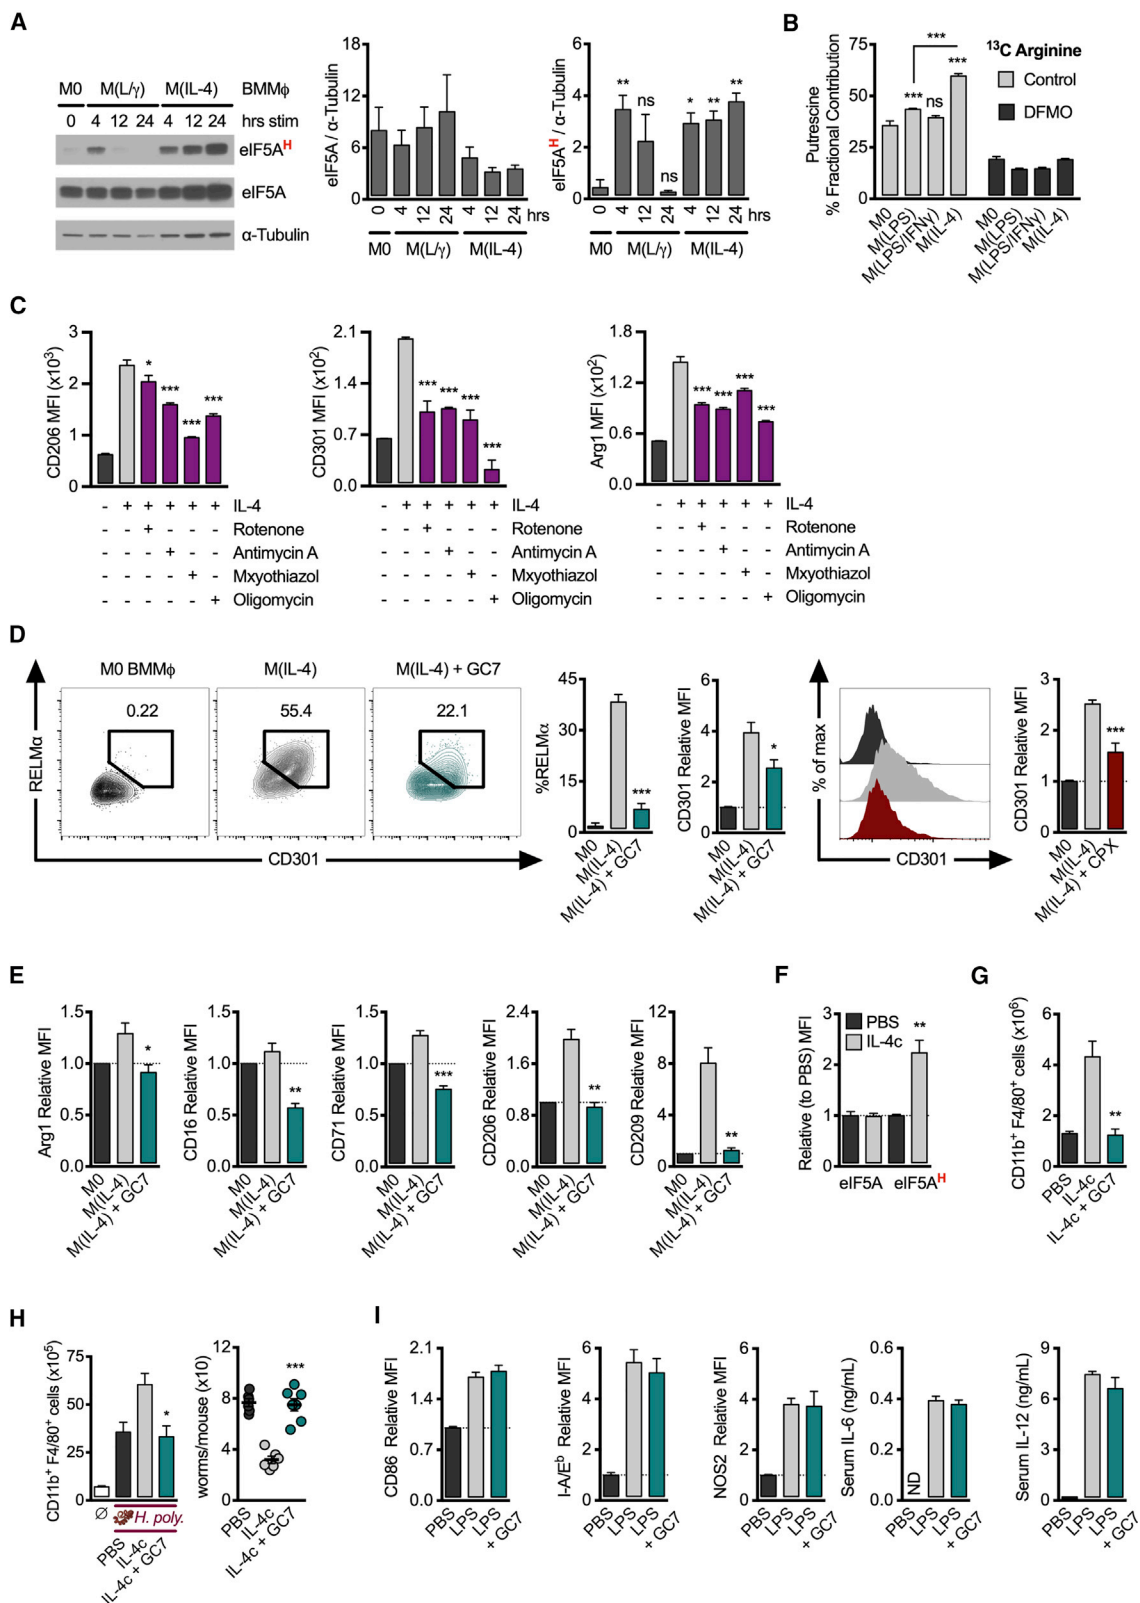 A
M0 M(L/γ) M(IL-4) BMMϕ
0 4 12 24 4 12 24 hrs stim
eIF5AH
eIF5A
α-Tubulin
eIF5A / α-Tubulin
18
12
6
0
0 4 12 24 4 12 24 hrs
M0 M(L/γ) M(IL-4)
eIF5AH / α-Tubulin
6
4
2
0
** ns ns * ** **
0 4 12 24 4 12 24 hrs
M0 M(L/γ) M(IL-4)
B
Putrescine
% Fractional Contribution
75
50
25
0
***
*** ns ***
13C Arginine
Control
DFMO
M0 M(LPS) M(LPS/IFNγ) M(IL-4)
M0 M(LPS) M(LPS/IFNγ) M(IL-4)
C
CD206 MFI (x10³)
3
2
1
0
* *** *** ***
- + + + + + IL-4
- - + - - - Rotenone
- - - + - - Antimycin A
- - - - + - Mxyothiazol
- - - - - + Oligomycin
CD301 MFI (x10²)
2.1
1.4
0.7
0.0
*** *** *** ***
- + + + + + IL-4
- - + - - - Rotenone
- - - + - - Antimycin A
- - - - + - Mxyothiazol
- - - - - + Oligomycin
Arg1 MFI (x10²)
1.8
1.2
0.6
0.0
*** *** *** ***
- + + + + + IL-4
- - + - - - Rotenone
- - - + - - Antimycin A
- - - - + - Mxyothiazol
- - - - - + Oligomycin
D
M0 BMMϕ M(IL-4) M(IL-4) + GC7
0.22 55.4 22.1
RELMα
CD301
%RELMα
45
30
15
0
***
M0
M(IL-4)
M(IL-4) + GC7
CD301 Relative MFI
6
4
2
0
*
M0
M(IL-4)
M(IL-4) + GC7
% of max
CD301
CD301 Relative MFI
3
2
1
0
***
M0
M(IL-4)
M(IL-4) + CPX
E
Arg1 Relative MFI
1.5
1.0
0.5
0.0
*
M0
M(IL-4)
M(IL-4) + GC7
CD16 Relative MFI
1.5
1.0
0.5
0.0
**
M0
M(IL-4)
M(IL-4) + GC7
CD71 Relative MFI
1.5
1.0
0.5
0.0
***
M0
M(IL-4)
M(IL-4) + GC7
CD206 Relative MFI
2.4
1.6
0.8
0.0
**
M0
M(IL-4)
M(IL-4) + GC7
CD209 Relative MFI
12
9
6
3
0
**
M0
M(IL-4)
M(IL-4) + GC7
F
Relative (to PBS) MFI
3
2
1
0
PBS
IL-4c
**
eIF5A eIF5AH
G
CD11b⁺ F4/80⁺ cells (x10⁶)
6
4
2
0
**
PBS
IL-4c
IL-4c + GC7
H
CD11b⁺ F4/80⁺ cells (x10⁵)
75
50
25
0
*
∅ H. poly.
PBS
IL-4c
IL-4c + GC7
worms/mouse (x10)
12
8
4
0
***
PBS
IL-4c
IL-4c + GC7
I
CD86 Relative MFI
2.1
1.4
0.7
0.0
PBS
LPS
LPS
+ GC7
I-A/Eᵇ Relative MFI
6
4
2
0
PBS
LPS
LPS
+ GC7
NOS2 Relative MFI
6
4
2
0
PBS
LPS
LPS
+ GC7
Serum IL-6 (ng/mL)
0.6
0.4
0.2
0.0
ND
PBS
LPS
LPS
+ GC7
Serum IL-12 (ng/mL)
9
6
3
0
PBS
LPS
LPS
+ GC7